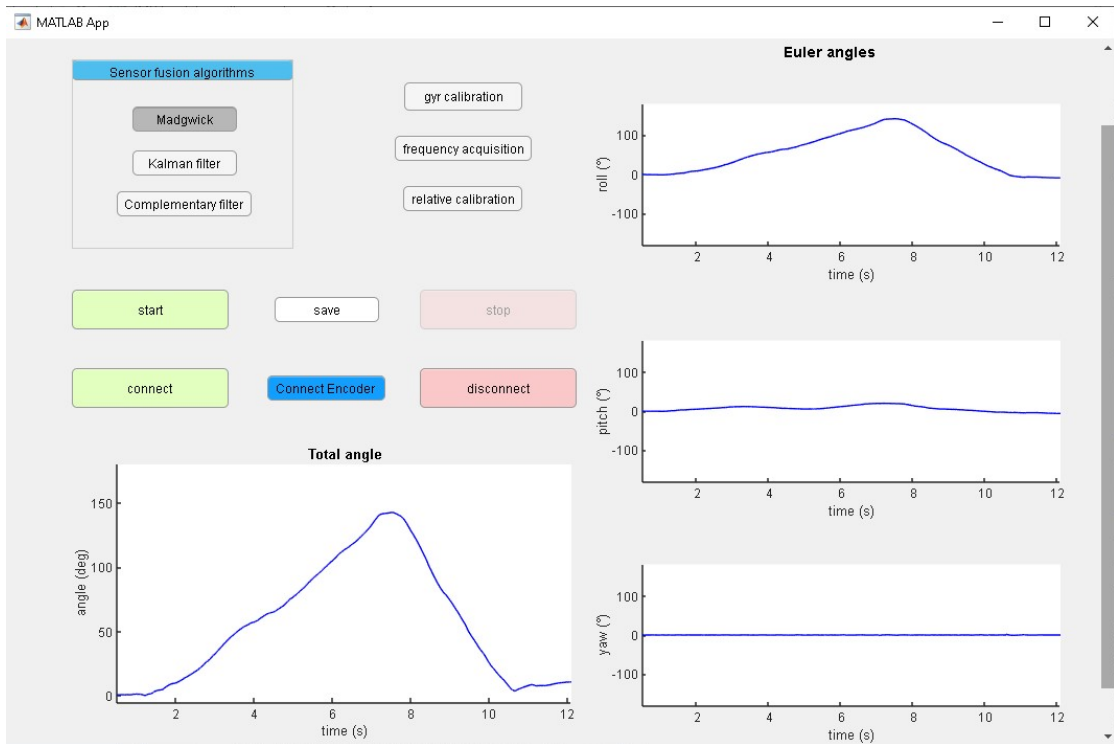 MATLAB App
Sensor fusion algorithms
Madgwick
Kalman filter
Complementary filter
gyr calibration
frequency acquisition
relative calibration
start
save
stop
connect
Connect Encoder
disconnect
Total angle
150
100
50
0
angle (deg)
2 4 6 8 10 12
time (s)
Euler angles
100
0
-100
roll (º)
2 4 6 8 10 12
time (s)
100
0
-100
pitch (º)
2 4 6 8 10 12
time (s)
100
0
-100
yaw (º)
2 4 6 8 10 12
time (s)